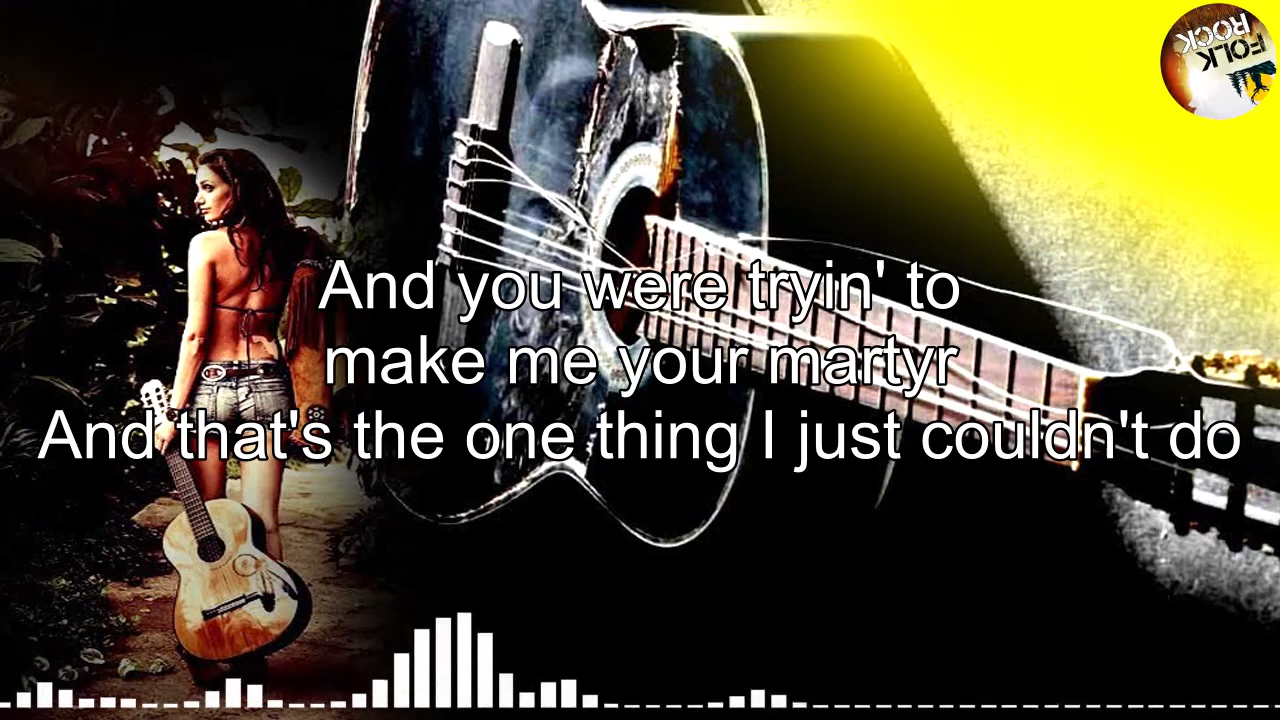 FOLK
ROCK
And you were tryin' to
make me your martyr
And that's the one thing I just couldn't do